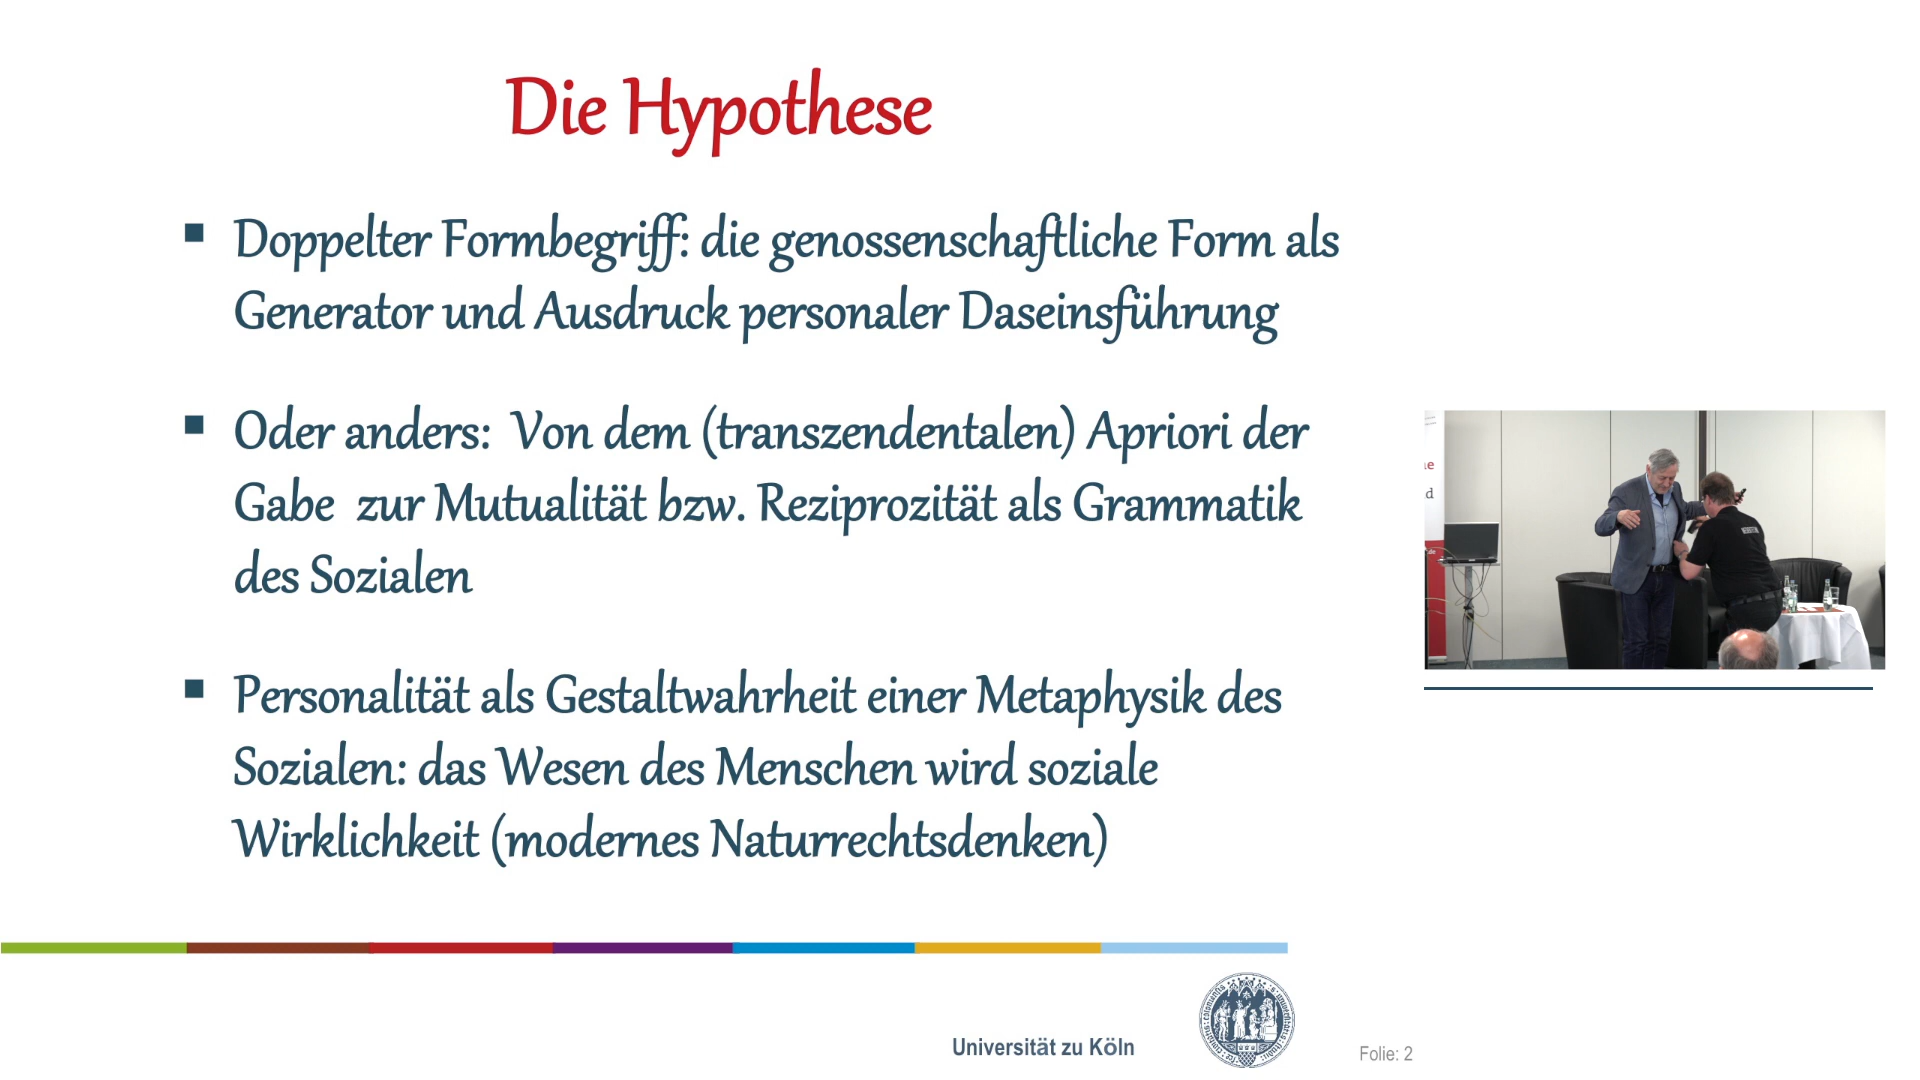 Die Hypothese
▪ Doppelter Formbegriff: die genossenschaftliche Form als
Generator und Ausdruck personaler Daseinsführung
▪ Oder anders: Von dem (transzendentalen) Apriori der
Gabe zur Mutualität bzw. Reziprozität als Grammatik
des Sozialen
▪ Personalität als Gestaltwahrheit einer Metaphysik des
Sozialen: das Wesen des Menschen wird soziale
Wirklichkeit (modernes Naturrechtsdenken)
Universität zu Köln
Folie: 2